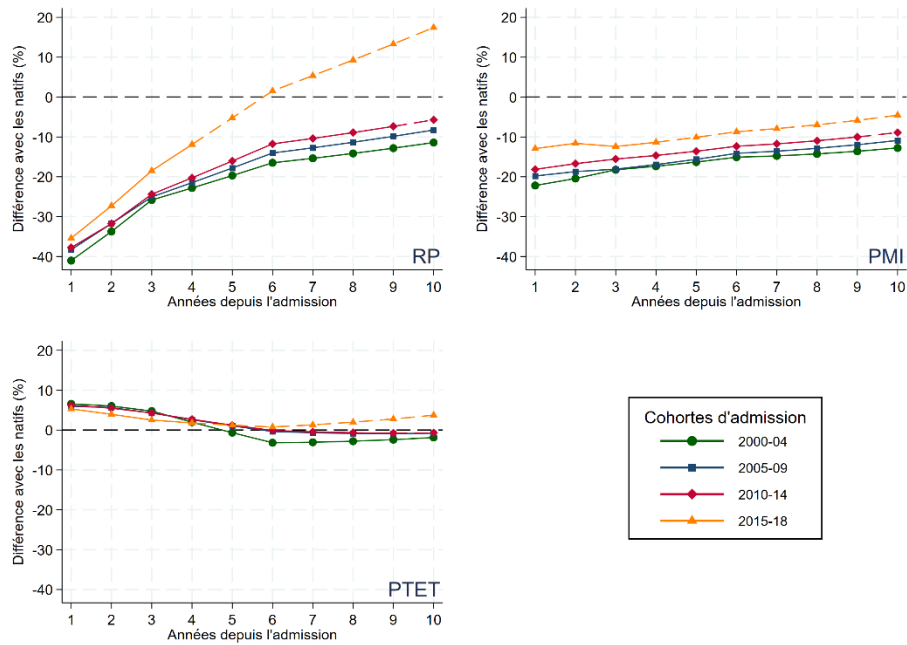 Différence avec les natifs (%)
20
10
0
-10
-20
-30
-40
RP
1 2 3 4 5 6 7 8 9 10
Années depuis l'admission
Différence avec les natifs (%)
20
10
0
-10
-20
-30
-40
PMI
1 2 3 4 5 6 7 8 9 10
Années depuis l'admission
Différence avec les natifs (%)
20
10
0
-10
-20
-30
-40
PTET
1 2 3 4 5 6 7 8 9 10
Années depuis l'admission
Cohortes d'admission
2000-04
2005-09
2010-14
2015-18